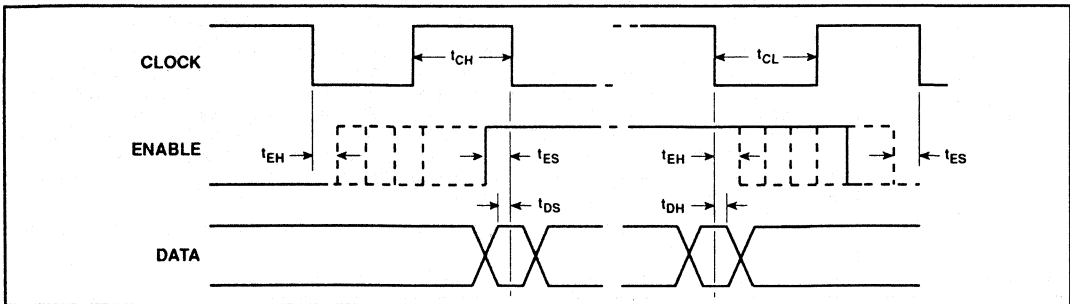 CLOCK tCH tCL
ENABLE tEH tES tEH tES
tDS tDH
DATA